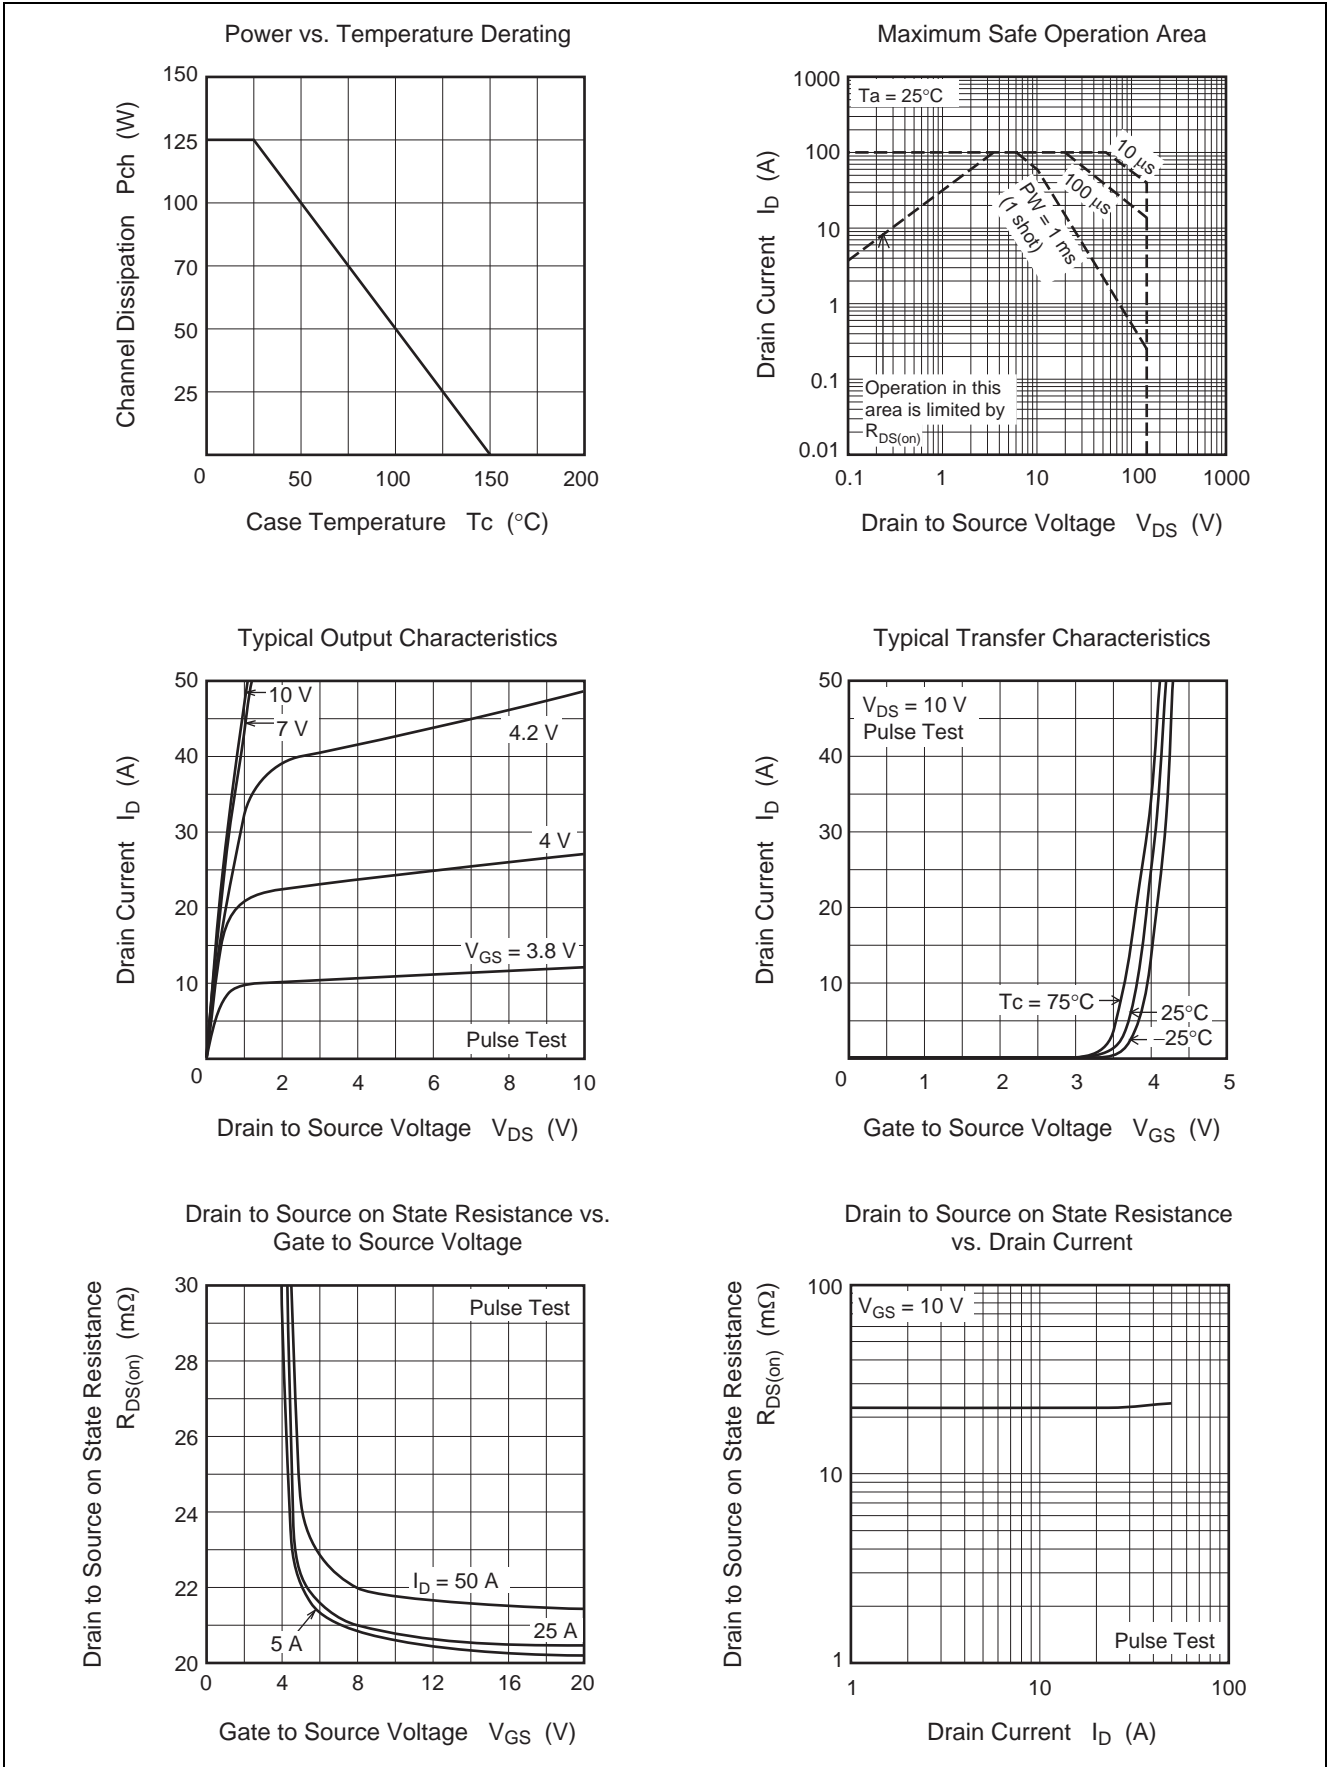 Power vs. Temperature Derating
150
125
100
70
50
25
0
50
100
150
200
Channel Dissipation Pch (W)
Case Temperature Tc (°C)
Maximum Safe Operation Area
1000
100
10
1
0.1
0.01
0.1
1
10
100
1000
Drain Current ID (A)
Ta = 25°C
10 μs
100 μs
PW = 1 ms
(1 shot)
Operation in this
area is limited by
RDS(on)
Drain to Source Voltage VDS (V)
Typical Output Characteristics
50
40
30
20
10
0
2
4
6
8
10
Drain Current ID (A)
10 V
7 V
4.2 V
4 V
VGS = 3.8 V
Pulse Test
Drain to Source Voltage VDS (V)
Typical Transfer Characteristics
50
40
30
20
10
0
1
2
3
4
5
Drain Current ID (A)
VDS = 10 V
Pulse Test
Tc = 75°C
25°C
–25°C
Gate to Source Voltage VGS (V)
Drain to Source on State Resistance vs.
Gate to Source Voltage
30
28
26
24
22
20
0
4
8
12
16
20
Drain to Source on State Resistance
RDS(on) (mΩ)
Pulse Test
ID = 50 A
25 A
5 A
Gate to Source Voltage VGS (V)
Drain to Source on State Resistance
vs. Drain Current
100
10
1
1
10
100
Drain to Source on State Resistance
RDS(on) (mΩ)
VGS = 10 V
Pulse Test
Drain Current ID (A)